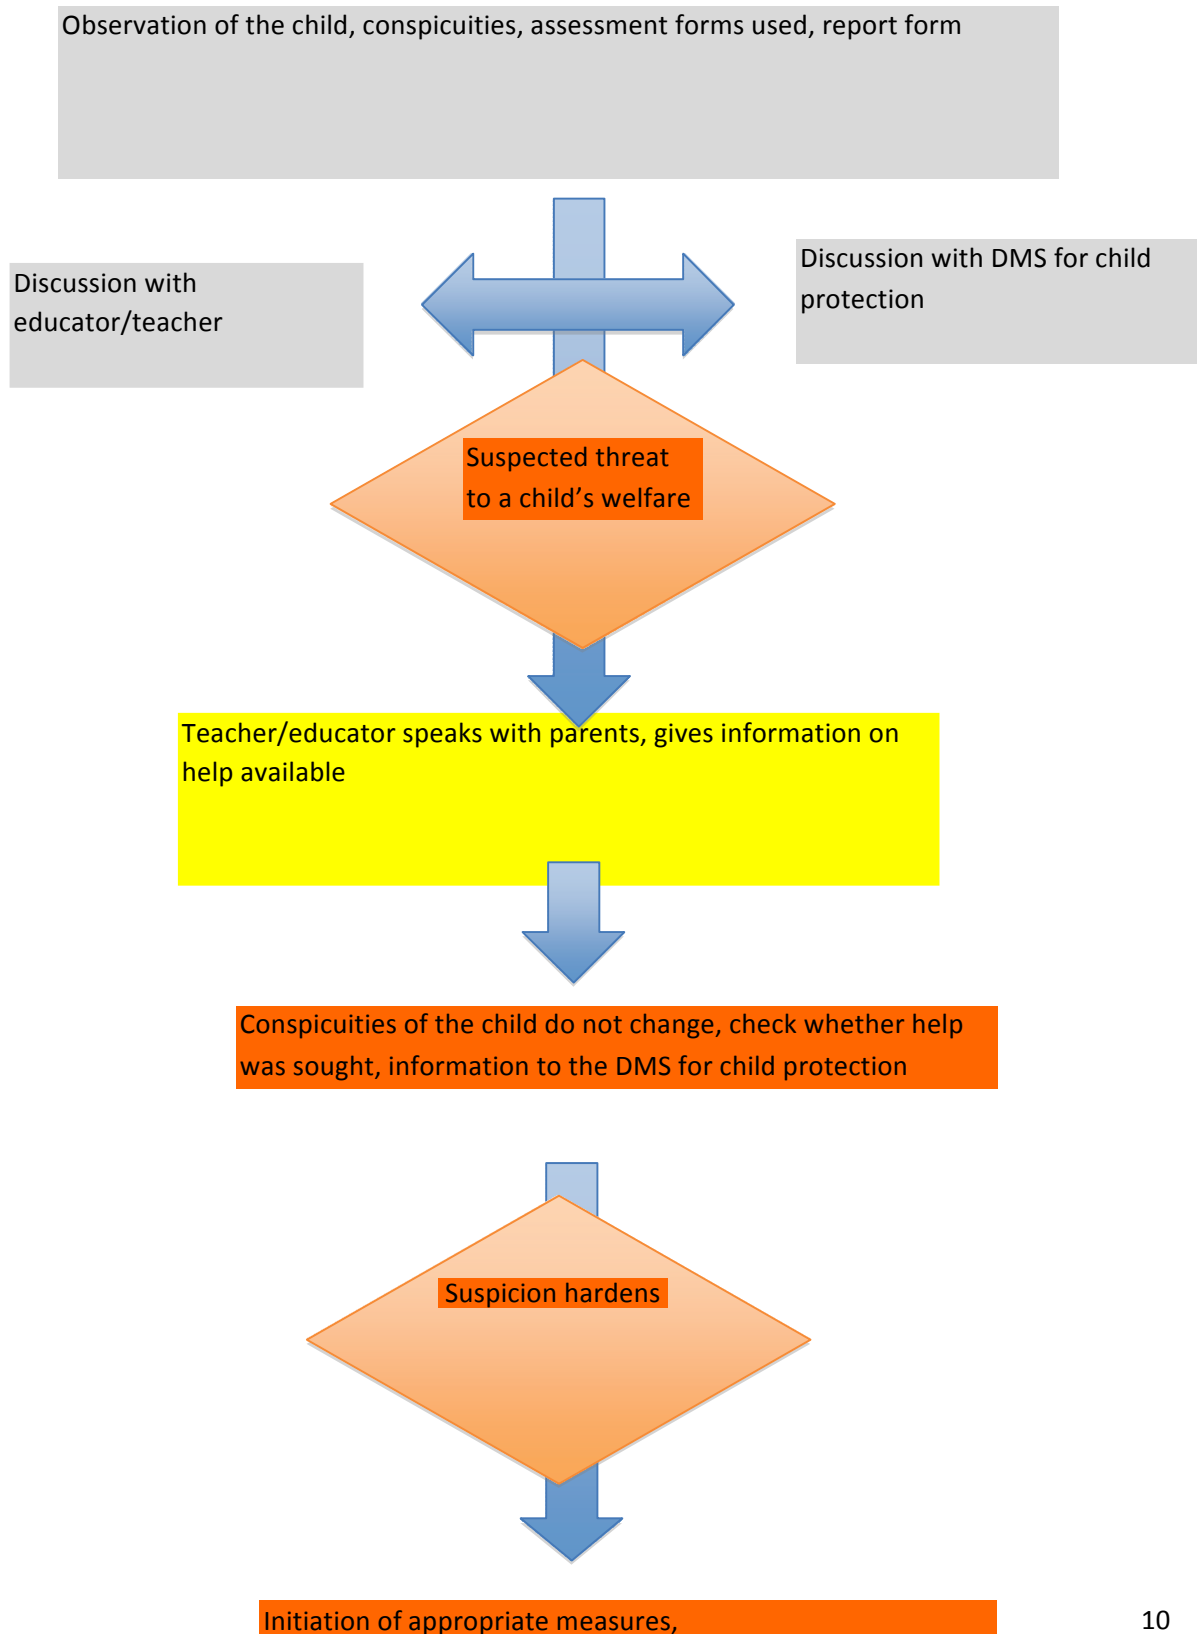 Observation of the child, conspicuities, assessment forms used, report form
Discussion with
educator/teacher
Discussion with DMS for child
protection
Suspected threat
to a child’s welfare
Teacher/educator speaks with parents, gives information on
help available
Conspicuities of the child do not change, check whether help
was sought, information to the DMS for child protection
Suspicion hardens
Initiation of appropriate measures,
10